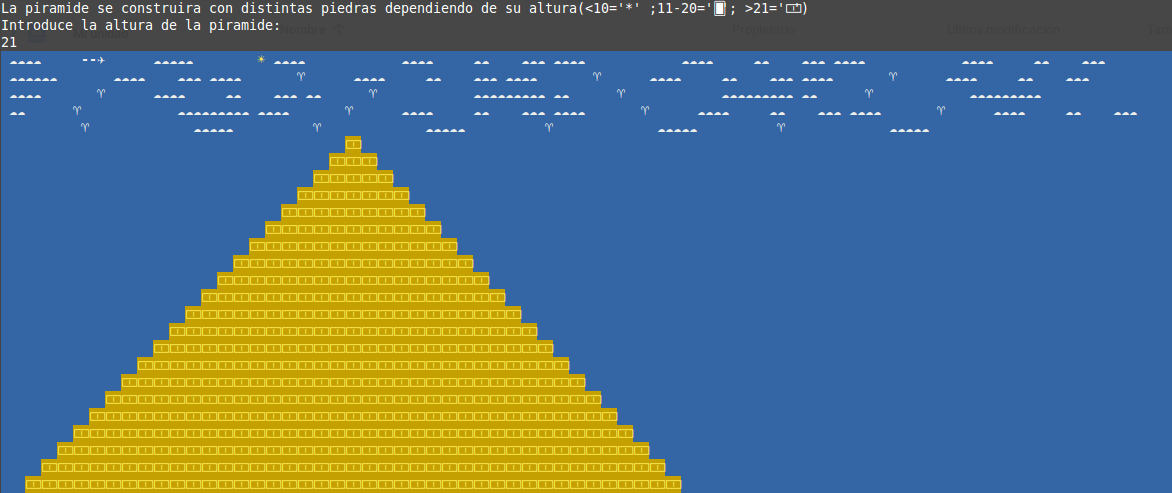 La piramide se construira con distintas piedras dependiendo de su altura(<10='*' ;11-20=' '; >21=' ')
Introduce la altura de la piramide:
21